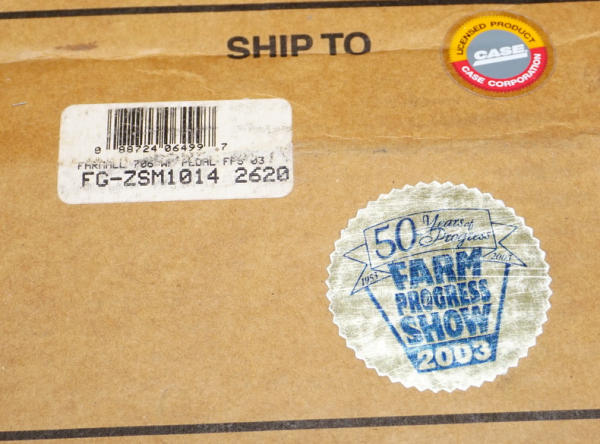 SHIP TO
LICENSED PRODUCT
CASE
CASE CORPORATION
0 88724 06499 7
FARMALL 706 WF PEDAL FPS 03
FG-ZSM1014 2620
50 Years of
Progress
1953 2003
FARM
PROGRESS
SHOW
2003